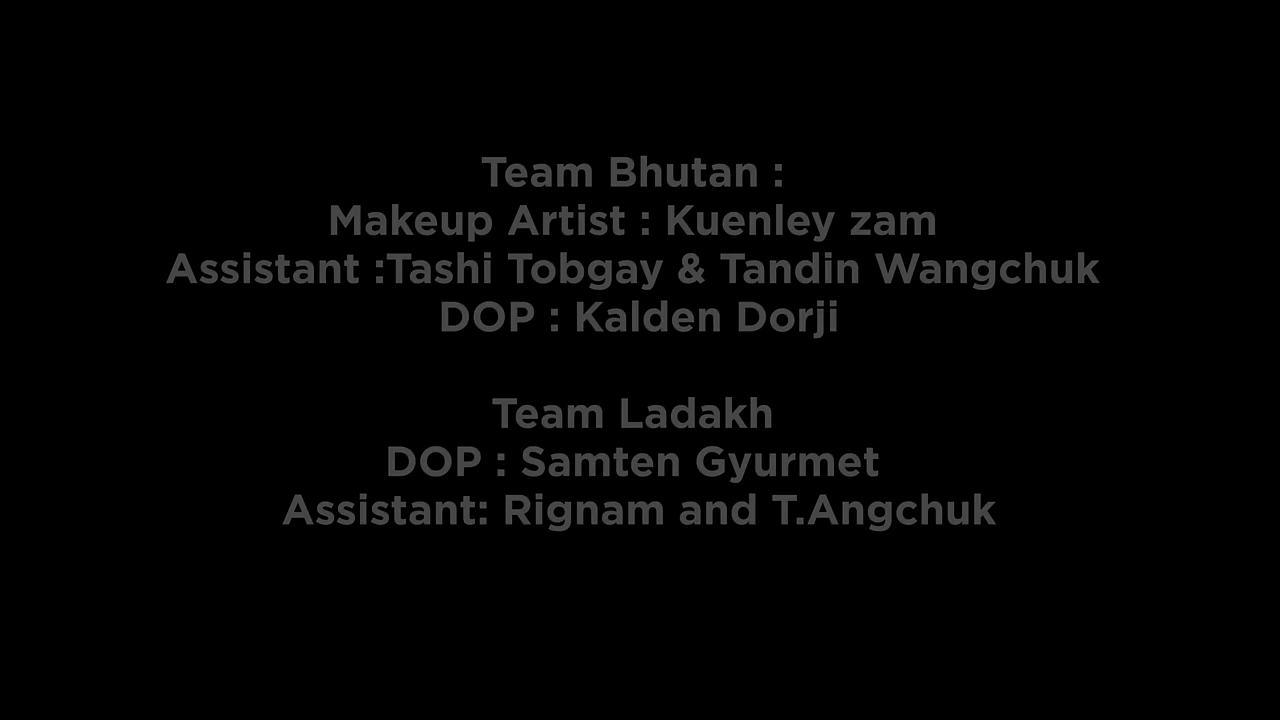 Team Bhutan :
Makeup Artist : Kuenley zam
Assistant :Tashi Tobgay & Tandin Wangchuk
DOP : Kalden Dorji
Team Ladakh
DOP : Samten Gyurmet
Assistant: Rignam and T.Angchuk